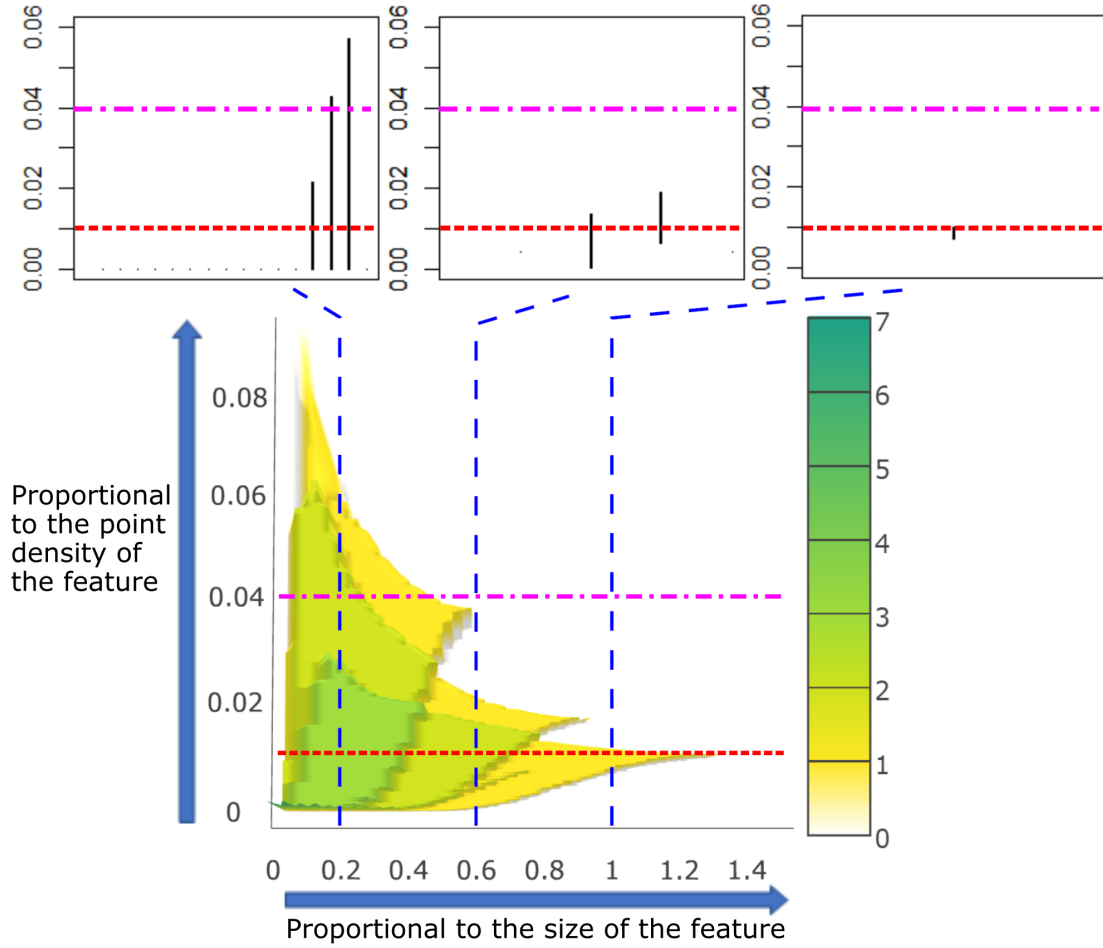 0.06 0.06 0.06
0.04 0.04 0.04
0.02 0.02 0.02
0.00 0.00 0.00
0.08
0.06
0.04
0.02
0
Proportional
to the point
density of
the feature
7
6
5
4
3
2
1
0
0 0.2 0.4 0.6 0.8 1 1.2 1.4
Proportional to the size of the feature